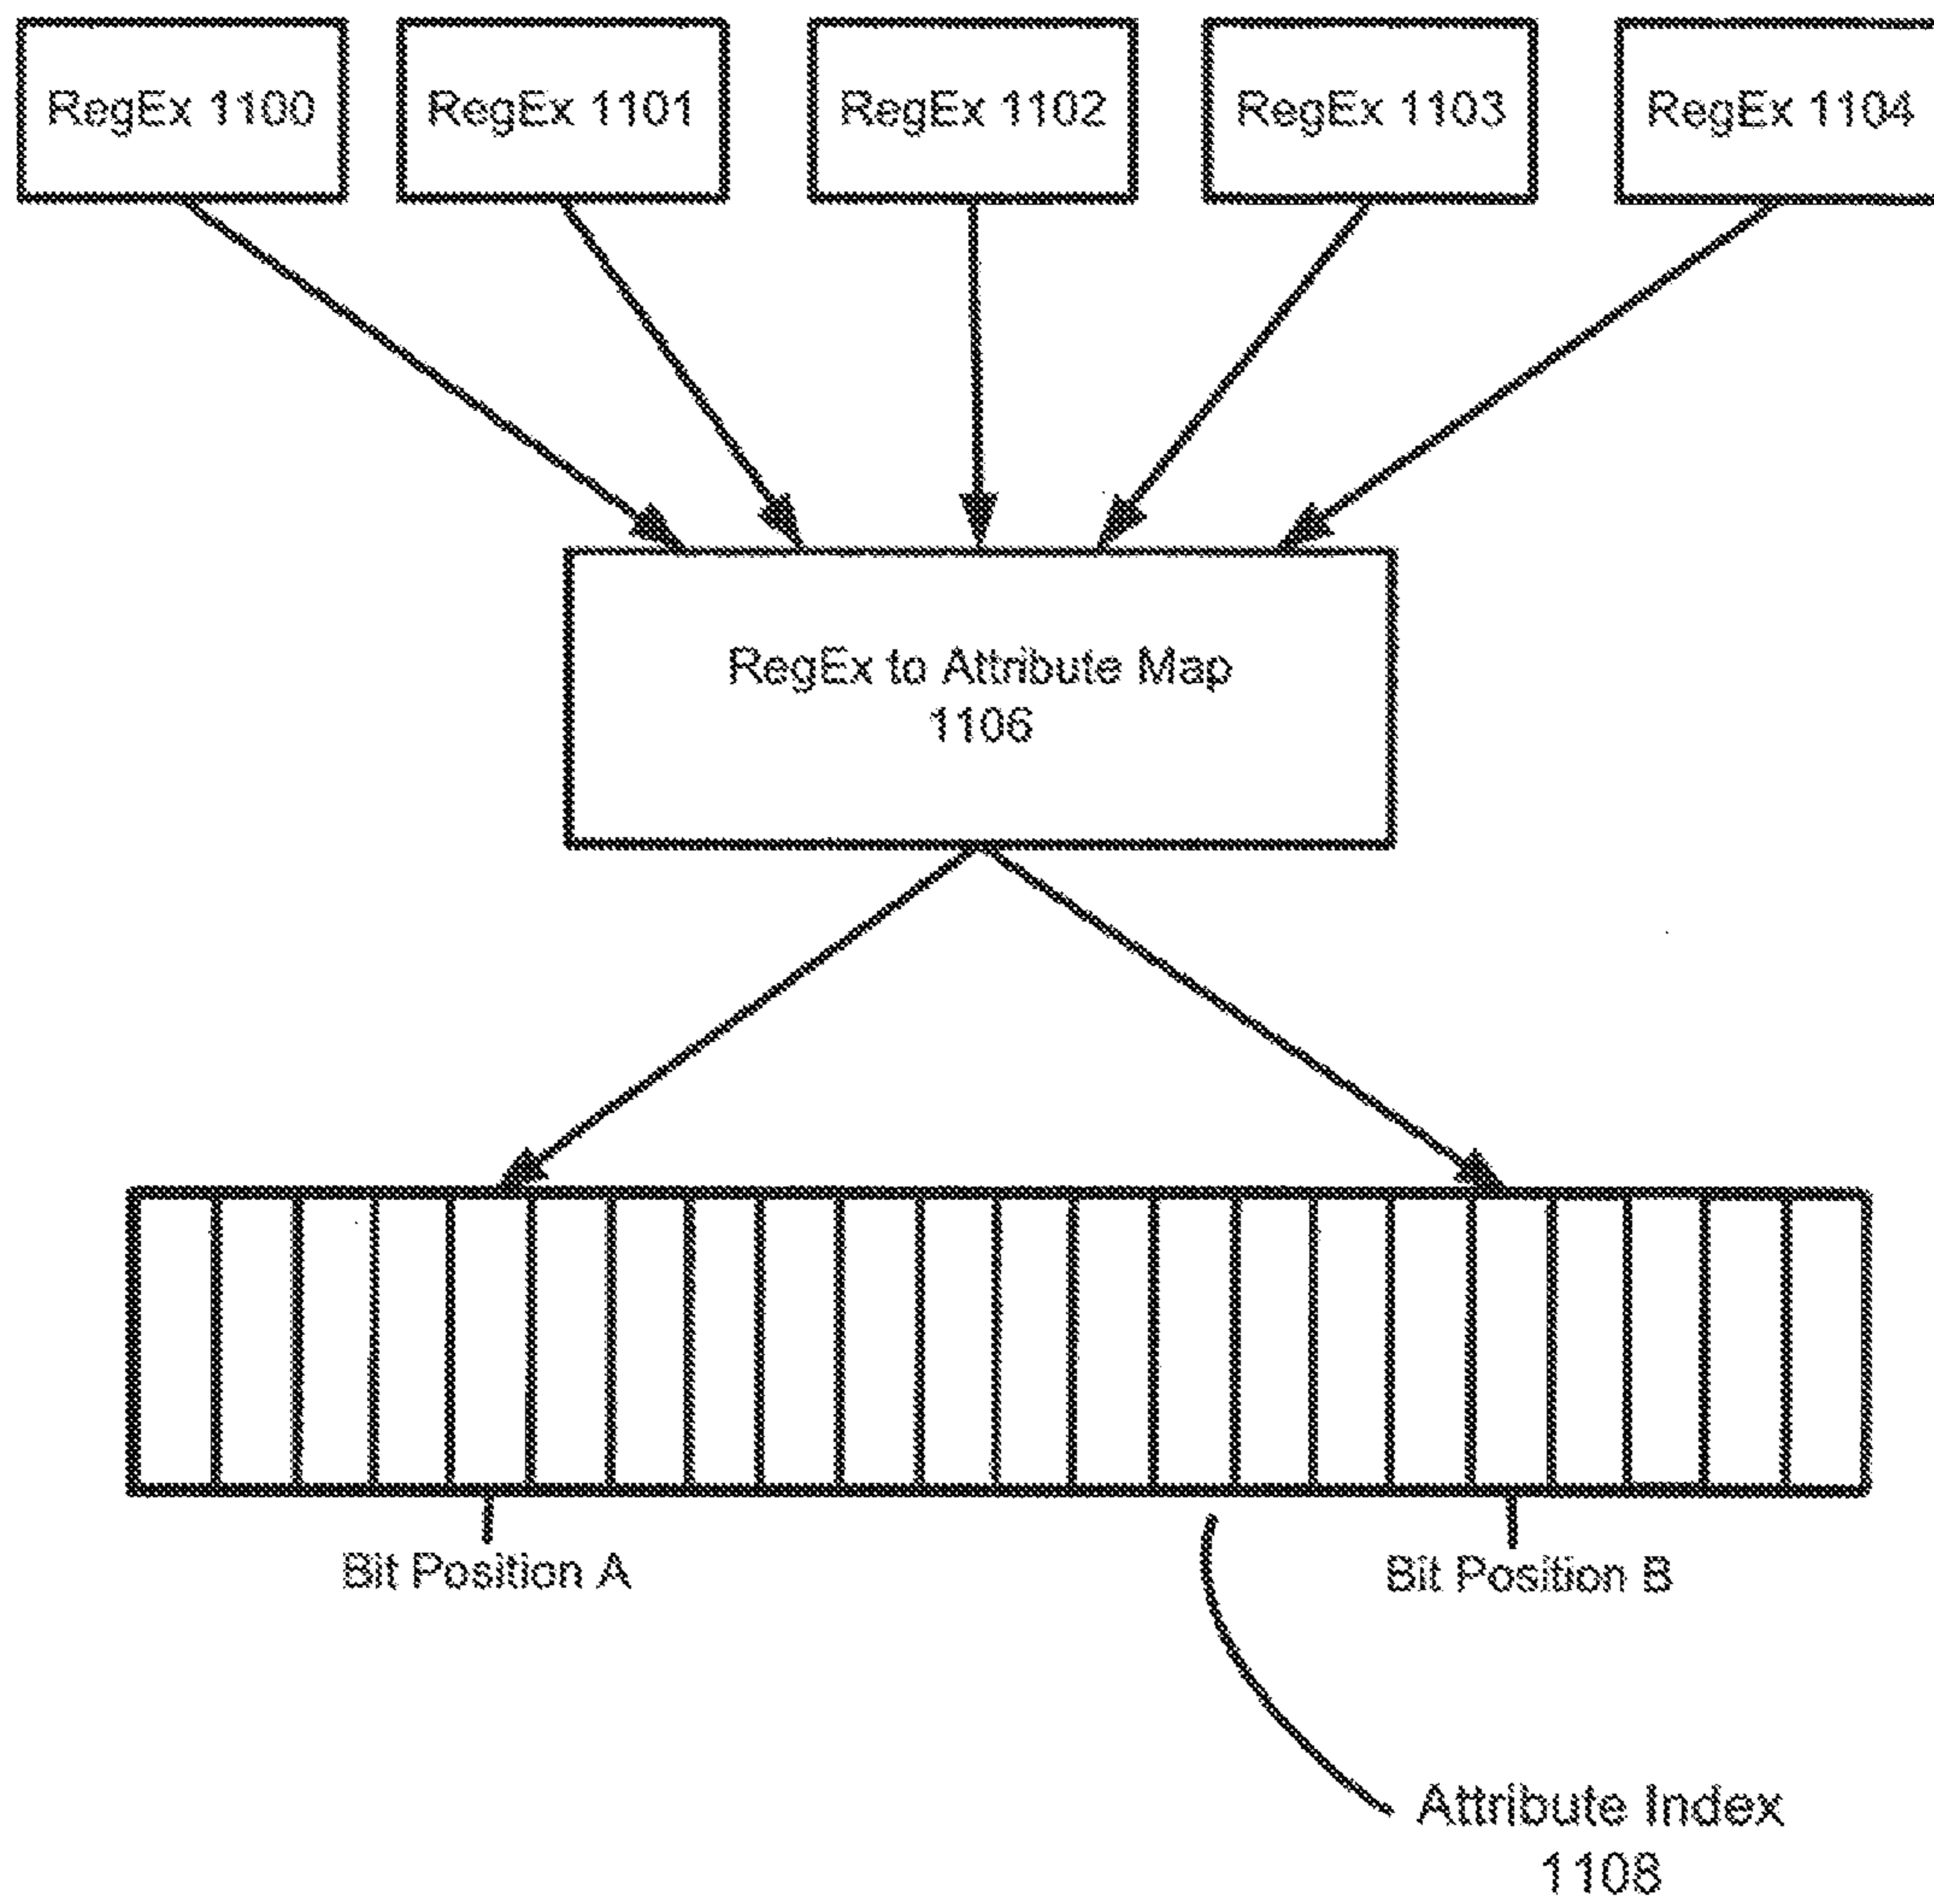 RegEx 1100
RegEx 1101
RegEx 1102
RegEx 1103
RegEx 1104
RegEx to Attribute Map
1106
Bit Position A
Bit Position B
Attribute Index
1108